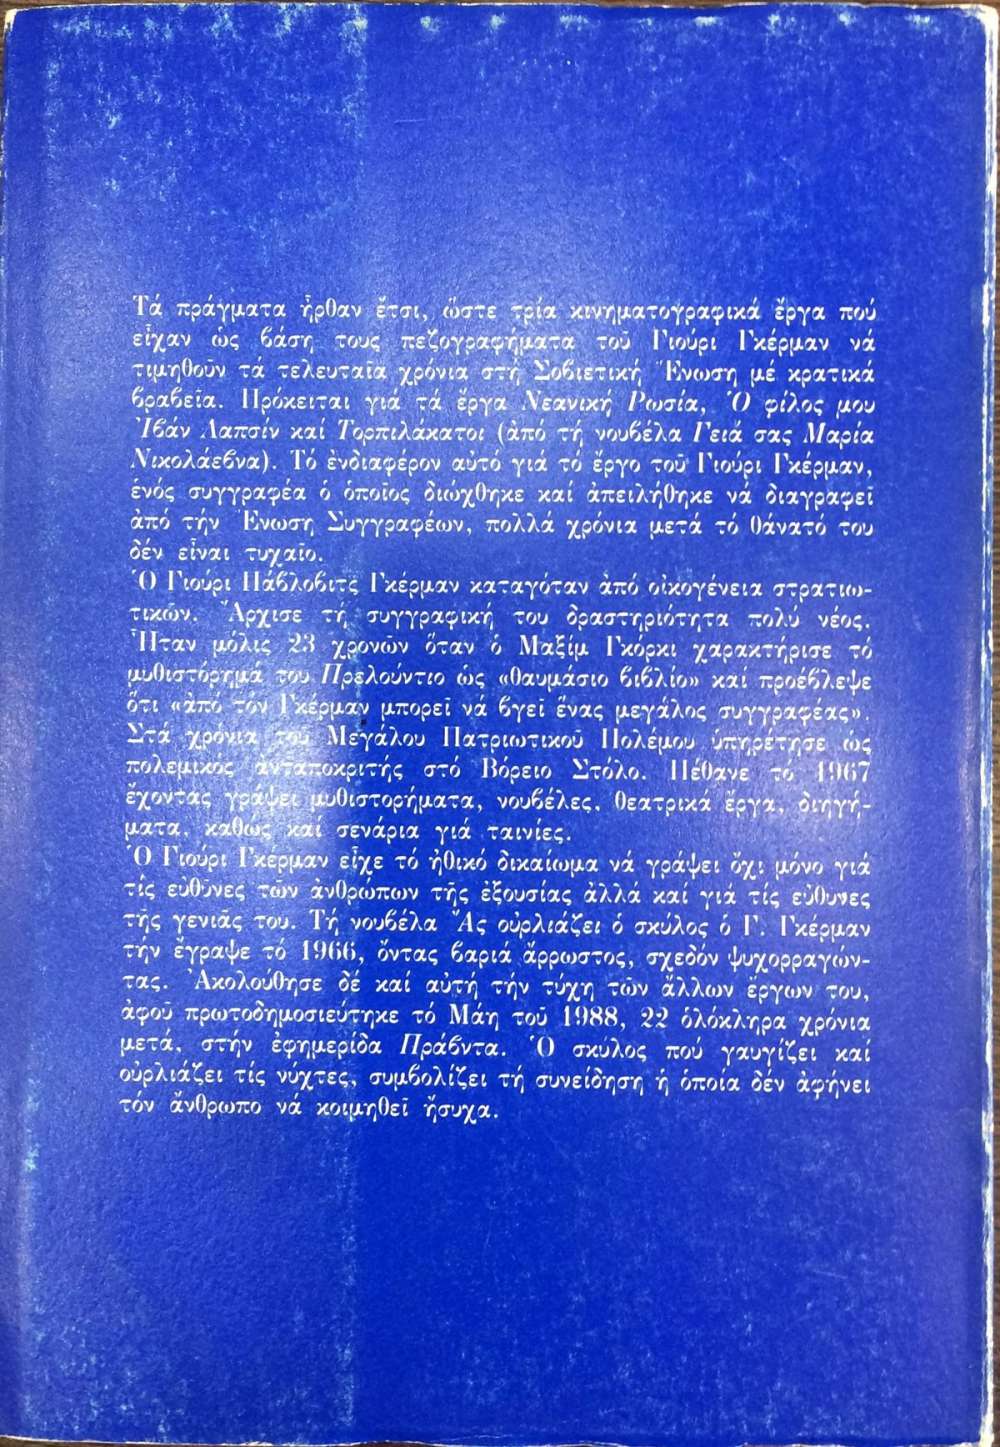 Τά πράγματα ἦρθαν ἔτσι, ὥστε τρία κινηματογραφικά ἔργα πού
εἶχαν ὡς βάση τους πεζογραφήματα τοῦ Γιούρι Γκέρμαν νά
τιμηθοῦν τά τελευταῖα χρόνια στή Σοβιετική Ἕνωση μέ κρατικά
βραβεῖα. Πρόκειται γιά τά ἔργα Νεανική Ρωσία, Ὁ φίλος μου
Ἰβάν Λαπσίν καί Τορπιλάκατοι (ἀπό τή νουβέλα Γειά σας Μαρία
Νικολάεβνα). Τό ἐνδιαφέρον αὐτό γιά τό ἔργο τοῦ Γιούρι Γκέρμαν,
ἑνός συγγραφέα ὁ ὁποῖος διώχθηκε καί ἀπειλήθηκε νά διαγραφεῖ
ἀπό τήν Ἕνωση Συγγραφέων, πολλά χρόνια μετά τό θάνατό του
δέν εἶναι τυχαῖο.
Ὁ Γιούρι Πάβλοβιτς Γκέρμαν καταγόταν ἀπό οἰκογένεια στρατιω-
τικῶν. Ἄρχισε τή συγγραφική του δραστηριότητα πολύ νέος.
Ἦταν μόλις 23 χρονῶν ὅταν ὁ Μαξίμ Γκόρκι χαρακτήρισε τό
μυθιστόρημά του Πρελούντιο ὡς «θαυμάσιο βιβλίο» καί προέβλεψε
ὅτι «ἀπό τόν Γκέρμαν μπορεῖ νά βγεῖ ἕνας μεγάλος συγγραφέας».
Στά χρόνια τοῦ Μεγάλου Πατριωτικοῦ Πολέμου ὑπηρέτησε ὡς
πολεμικός ἀνταποκριτής στό Βόρειο Στόλο. Πέθανε τό 1967
ἔχοντας γράψει μυθιστορήματα, νουβέλες, θεατρικά ἔργα, διηγή-
ματα, καθώς καί σενάρια γιά ταινίες.
Ὁ Γιούρι Γκέρμαν εἶχε τό ἠθικό δικαίωμα νά γράψει ὄχι μόνο γιά
τίς εὐθῦνες τῶν ἀνθρώπων τῆς ἐξουσίας ἀλλά καί γιά τίς εὐθυνες
τῆς γενιᾶς του. Τή νουβέλα Ἄς οὐρλιάζει ὁ σκύλος ὁ Γ. Γκέρμαν
τήν ἔγραψε τό 1966, ὄντας βαριά ἄρρωστος, σχεδόν ψυχορραγών-
τας. Ἀκολούθησε δέ καί αὐτή τήν τύχη τῶν ἄλλων ἔργων του,
ἀφοῦ πρωτοδημοσιεύτηκε τό Μάη τοῦ 1988, 22 ὁλόκληρα χρόνια
μετά, στήν ἐφημερίδα Πράβντα. Ὁ σκύλος πού γαυγίζει καί
οὐρλιάζει τίς νύχτες, συμβολίζει τή συνείδηση ἡ ὁποία δέν ἀφήνει
τόν ἄνθρωπο νά κοιμηθεῖ ἥσυχα.